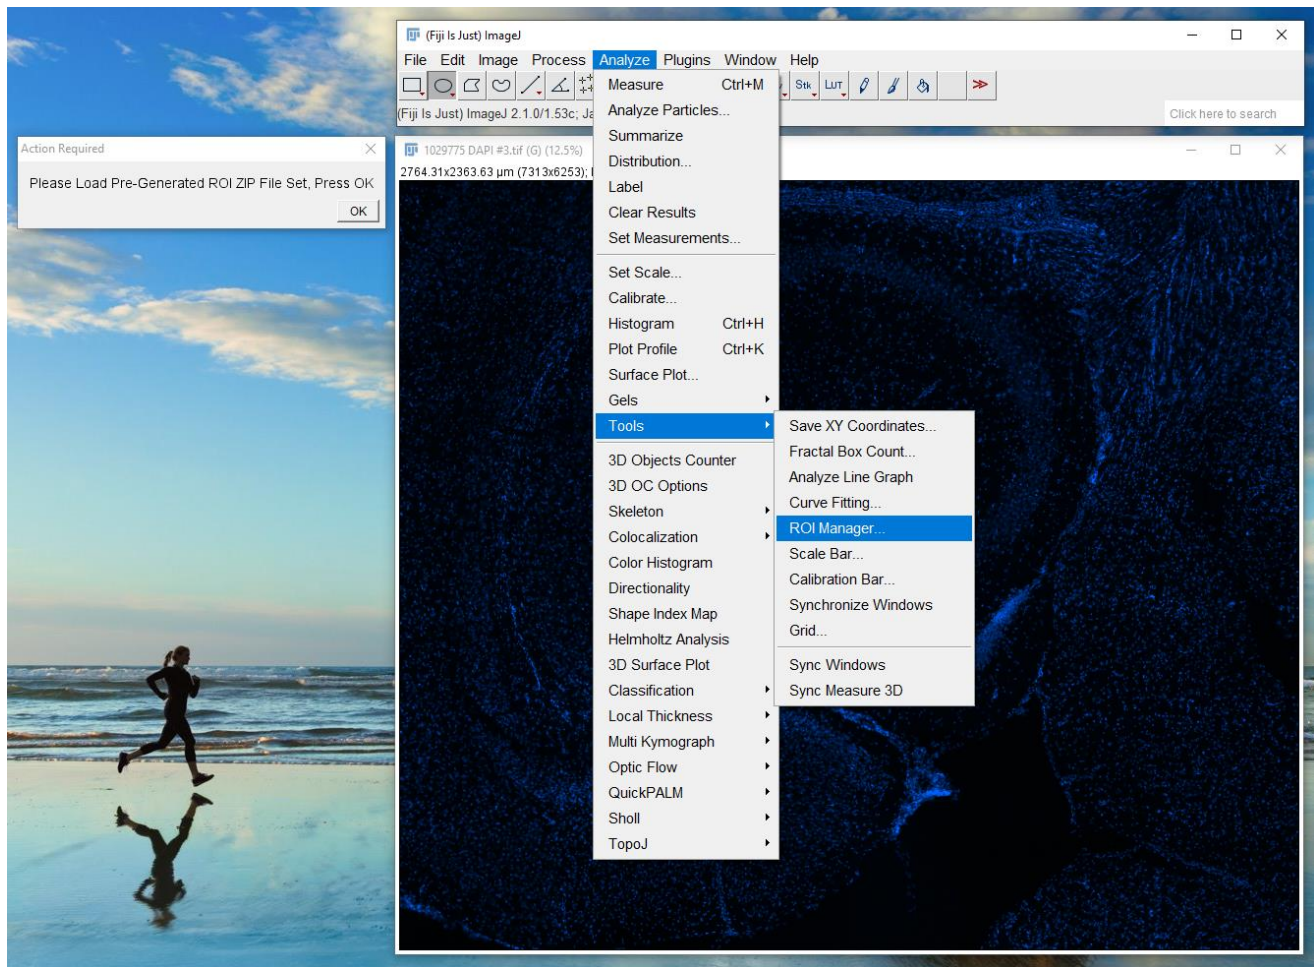 (Fiji Is Just) ImageJ
File Edit Image Process Analyze Plugins Window Help
Stk LUT
(Fiji Is Just) ImageJ 2.1.0/1.53c; Ja
Click here to search
Action Required
Please Load Pre-Generated ROI ZIP File Set, Press OK
OK
1029775 DAPI #3.tif (G) (12.5%)
2764.31x2363.63 µm (7313x6253);
Measure Ctrl+M
Analyze Particles...
Summarize
Distribution...
Label
Clear Results
Set Measurements...
Set Scale...
Calibrate...
Histogram Ctrl+H
Plot Profile Ctrl+K
Surface Plot...
Gels
Tools
3D Objects Counter
3D OC Options
Skeleton
Colocalization
Color Histogram
Directionality
Shape Index Map
Helmholtz Analysis
3D Surface Plot
Classification
Local Thickness
Multi Kymograph
Optic Flow
QuickPALM
Sholl
TopoJ
Save XY Coordinates...
Fractal Box Count...
Analyze Line Graph
Curve Fitting...
ROI Manager...
Scale Bar...
Calibration Bar...
Synchronize Windows
Grid...
Sync Windows
Sync Measure 3D